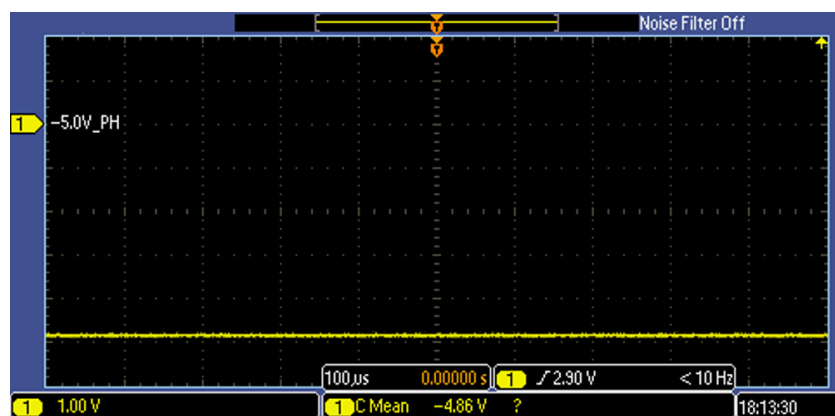 Noise Filter Off
T
T
1 −5.0V_PH
100µs 0.00000 s 1 2.90 V < 10 Hz
1 1.00 V 1 C Mean −4.86 V ? 18:13:30